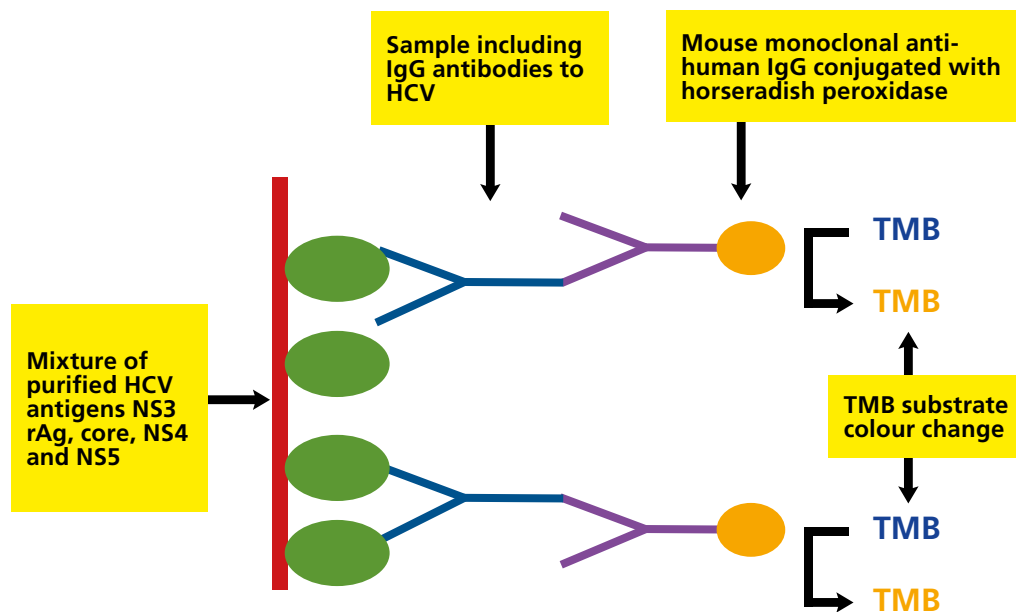 Sample including
IgG antibodies to
HCV
Mouse monoclonal anti-
human IgG conjugated with
horseradish peroxidase
TMB
TMB
Mixture of
purified HCV
antigens NS3
rAg, core, NS4
and NS5
TMB substrate
colour change
TMB
TMB